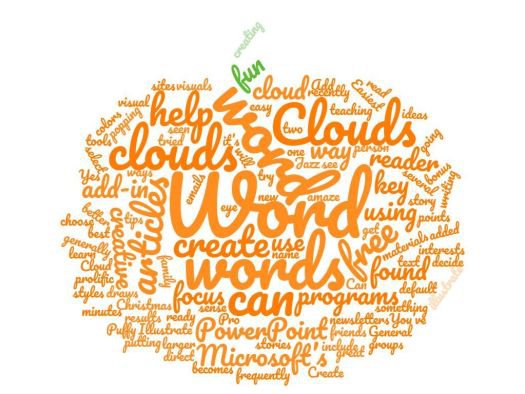 creating
fun
sites visuals cloud recently Add Easiest read
colors visual popping help word easy Clouds teaching ideas
tools seen tried it's two person going
select clouds will one way reader several bonus
Yes ways emails try Jazz see writing
add-in articles Word new amaze key story
better tips eye using points
choose creative get free materials added
best create use name interests
generally family words text decide
learn Cloud found
prolific Can default
styles draws Christmas focus can programs illustrate
minutes sense Pro something
results ready You newsletters You've
Puffy Illustrate PowerPoint friends General
putting larger stories include groups
direct Microsoft's great
becomes frequently Create